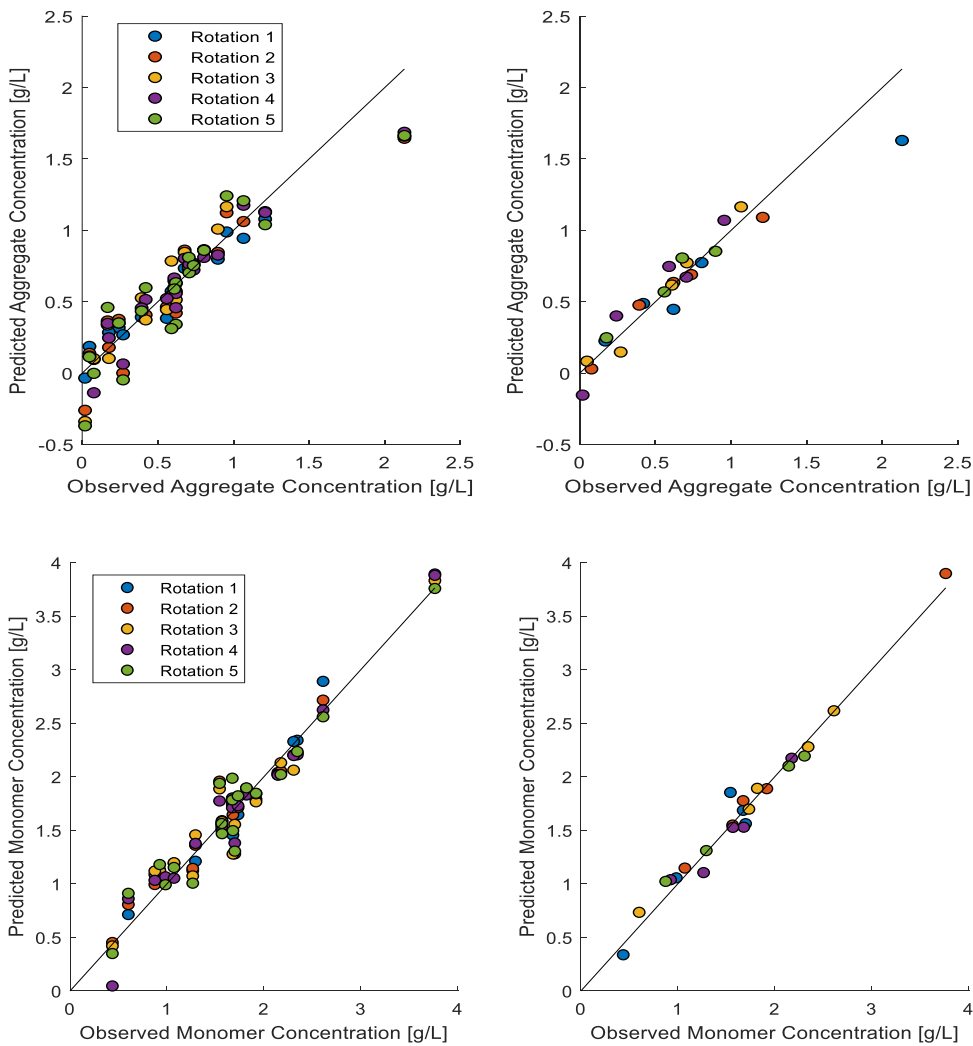 2.5
2
1.5
1
0.5
0
-0.5
Predicted Aggregate Concentration [g/L]
Rotation 1
Rotation 2
Rotation 3
Rotation 4
Rotation 5
0 0.5 1 1.5 2 2.5
Observed Aggregate Concentration [g/L]
2.5
2
1.5
1
0.5
0
-0.5
Predicted Aggregate Concentration [g/L]
0 0.5 1 1.5 2 2.5
Observed Aggregate Concentration [g/L]
4
3.5
3
2.5
2
1.5
1
0.5
0
Predicted Monomer Concentration [g/L]
Rotation 1
Rotation 2
Rotation 3
Rotation 4
Rotation 5
0 1 2 3 4
Observed Monomer Concentration [g/L]
4
3.5
3
2.5
2
1.5
1
0.5
0
Predicted Monomer Concentration [g/L]
0 1 2 3 4
Observed Monomer Concentration [g/L]